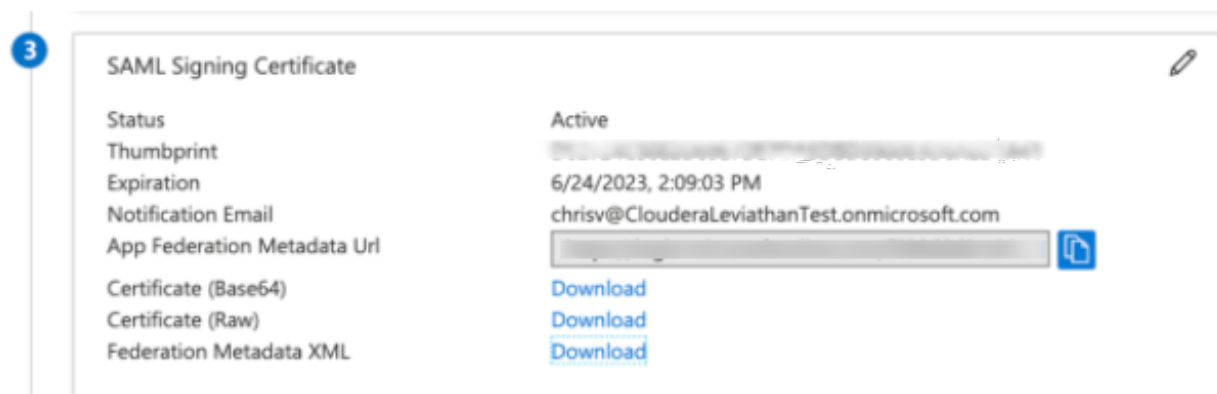 3
SAML Signing Certificate
Status Active
Thumbprint
Expiration 6/24/2023, 2:09:03 PM
Notification Email chrisv@ClouderaLeviathanTest.onmicrosoft.com
App Federation Metadata Url
Certificate (Base64) Download
Certificate (Raw) Download
Federation Metadata XML Download